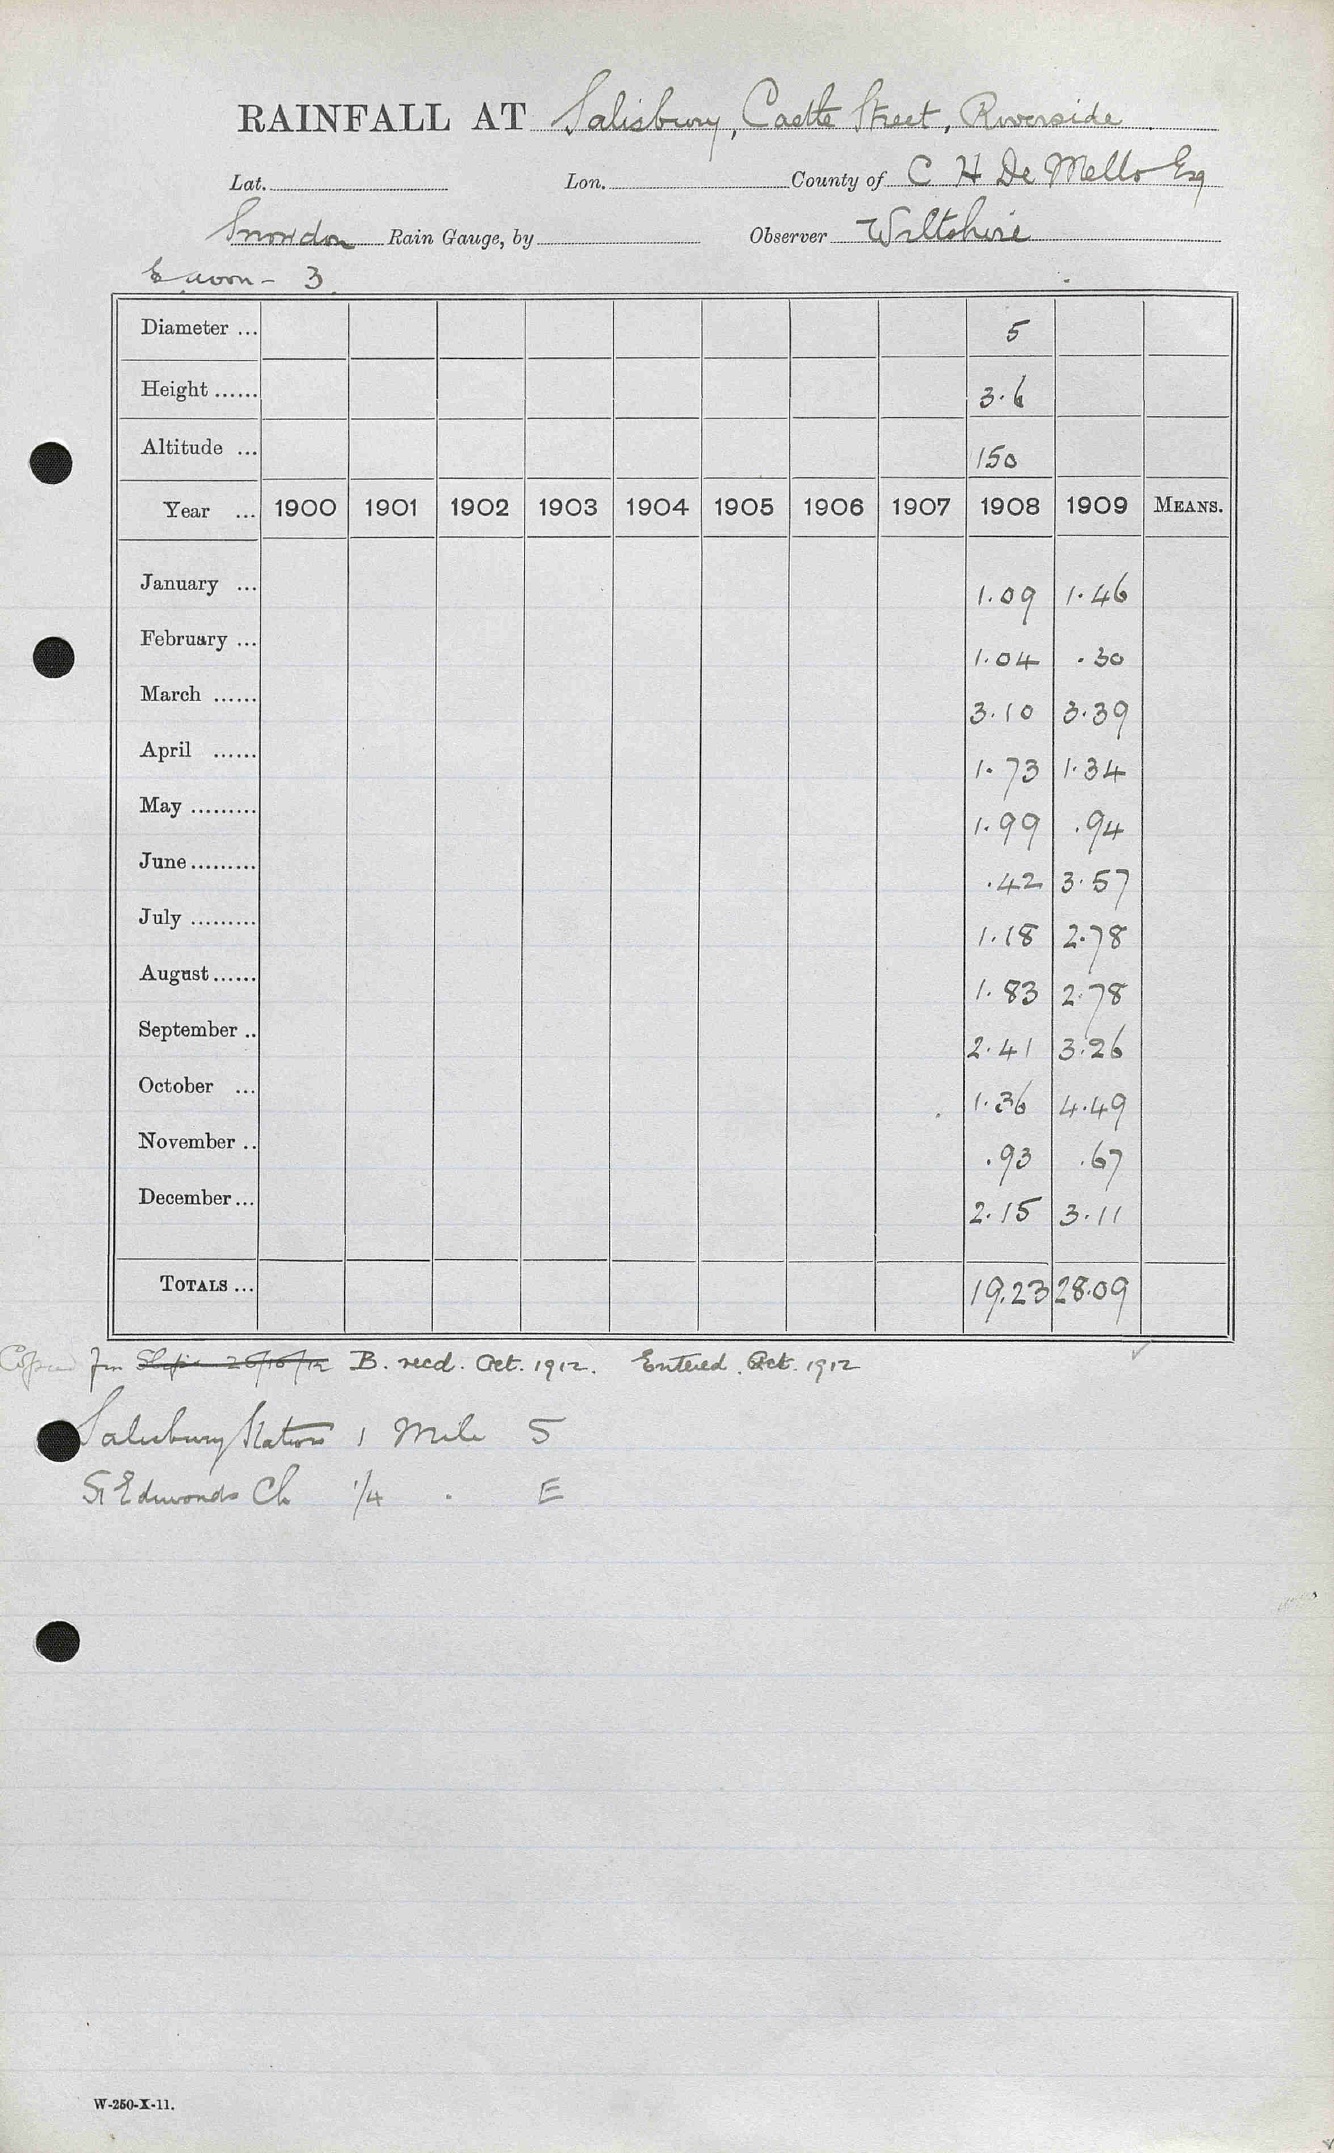 RAINFALL AT Salisbury, Castle Street, Riverside
Lat. Lon. County of C H De Mello Esq
Snowdon Rain Gauge, by Observer Wiltshire
E avon - 3
Diameter ... 5
Height ...... 3.6
Altitude ... 150
Year ... 1900 1901 1902 1903 1904 1905 1906 1907 1908 1909 MEANS.
January ... 1.09 1.46
February ... 1.04 .30
March ...... 3.10 3.39
April ...... 1.73 1.34
May ......... 1.99 .94
June ......... .42 3.57
July ......... 1.18 2.78
August ...... 1.83 2.78
September .. 2.41 3.26
October ... 1.36 4.49
November .. .93 .67
December ... 2.15 3.11
TOTALS ... 19.23 28.09
Copied from B. recd. Oct. 1912. Entered Oct. 1912
Salisbury Station 1 Mile S
St Edmonds Ch 1/4 . E
W-250-X-11.